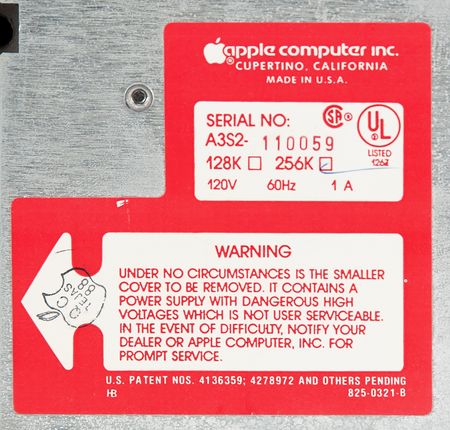 apple computer inc.
®CUPERTINO, CALIFORNIA
MADE IN U.S.A.
SERIAL NO:
A3S2- 110059
128K 256K
120V 60Hz 1 A
SA ®
UL ®
LISTED
WARNING
UNDER NO CIRCUMSTANCES IS THE SMALLER
COVER TO BE REMOVED. IT CONTAINS A
POWER SUPPLY WITH DANGEROUS HIGH
VOLTAGES WHICH IS NOT USER SERVICEABLE.
IN THE EVENT OF DIFFICULTY, NOTIFY YOUR
DEALER OR APPLE COMPUTER, INC. FOR
PROMPT SERVICE.
U.S. PATENT NOS. 4136359; 4278972 AND OTHERS PENDING
HB 825-0321-B